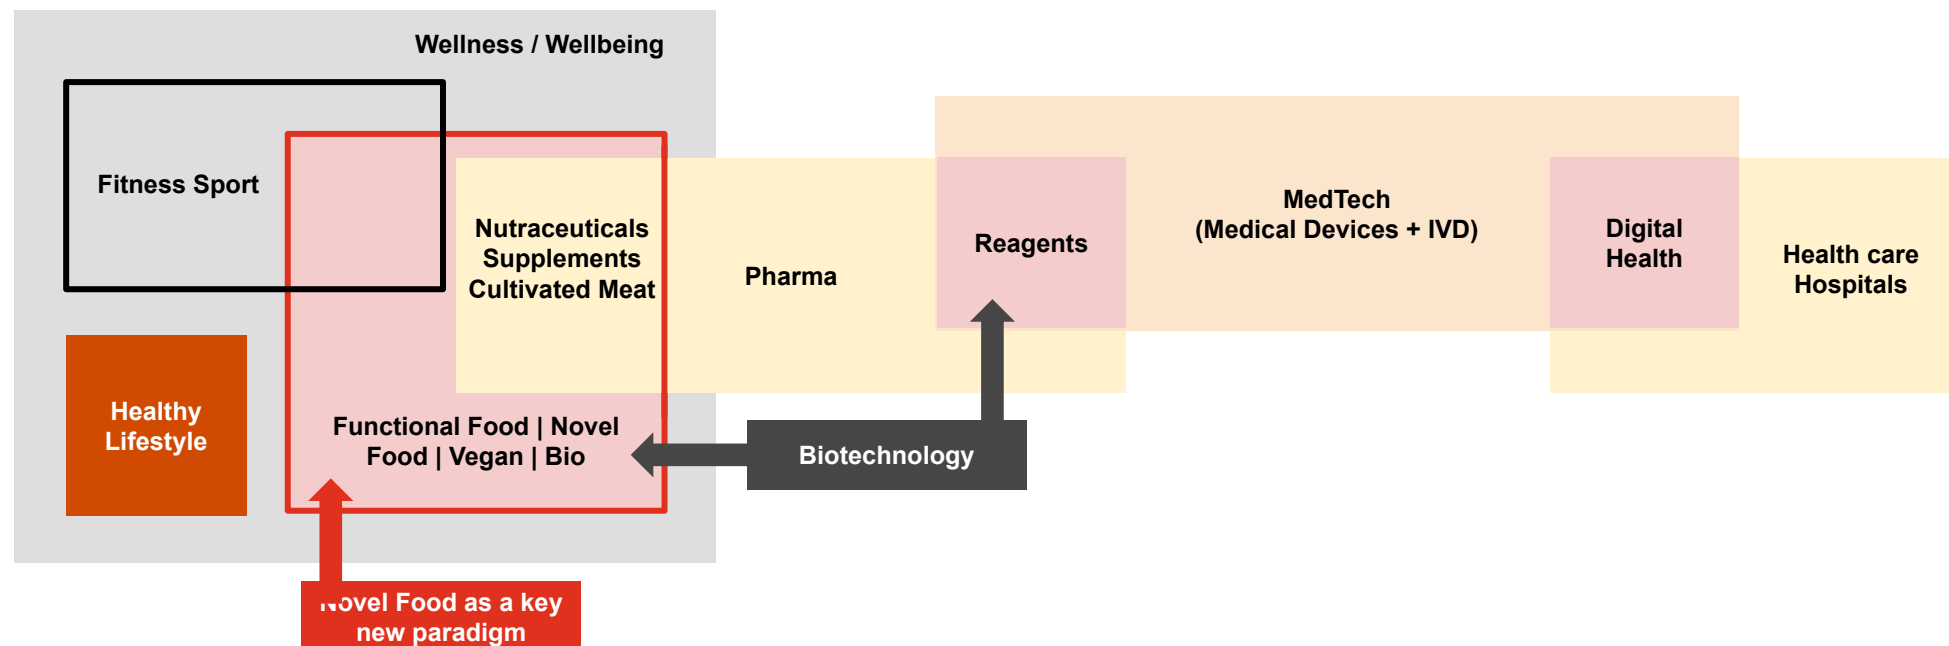 Wellness / Wellbeing
Fitness Sport
Nutraceuticals
Supplements
Cultivated Meat
Pharma
Reagents
MedTech
(Medical Devices + IVD)
Digital
Health
Health care
Hospitals
Healthy
Lifestyle
Functional Food | Novel
Food | Vegan | Bio
Biotechnology
Novel Food as a key
new paradigm